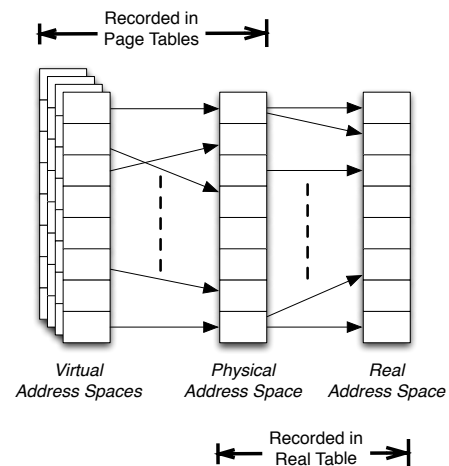 Recorded in
Page Tables
Virtual
Address Spaces
Physical
Address Space
Real
Address Space
Recorded in
Real Table